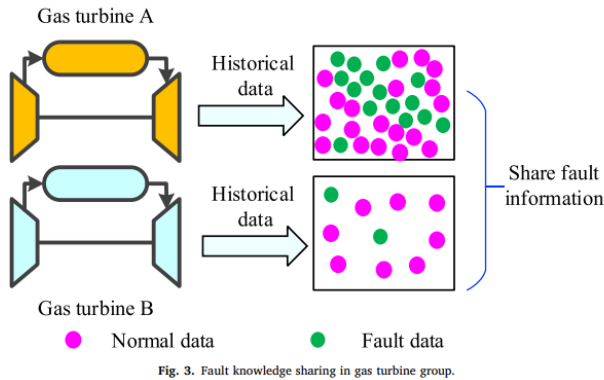 Gas turbine A
Historical
data
Historical
data
Share fault
information
Gas turbine B
Normal data
Fault data
Fig. 3. Fault knowledge sharing in gas turbine group.